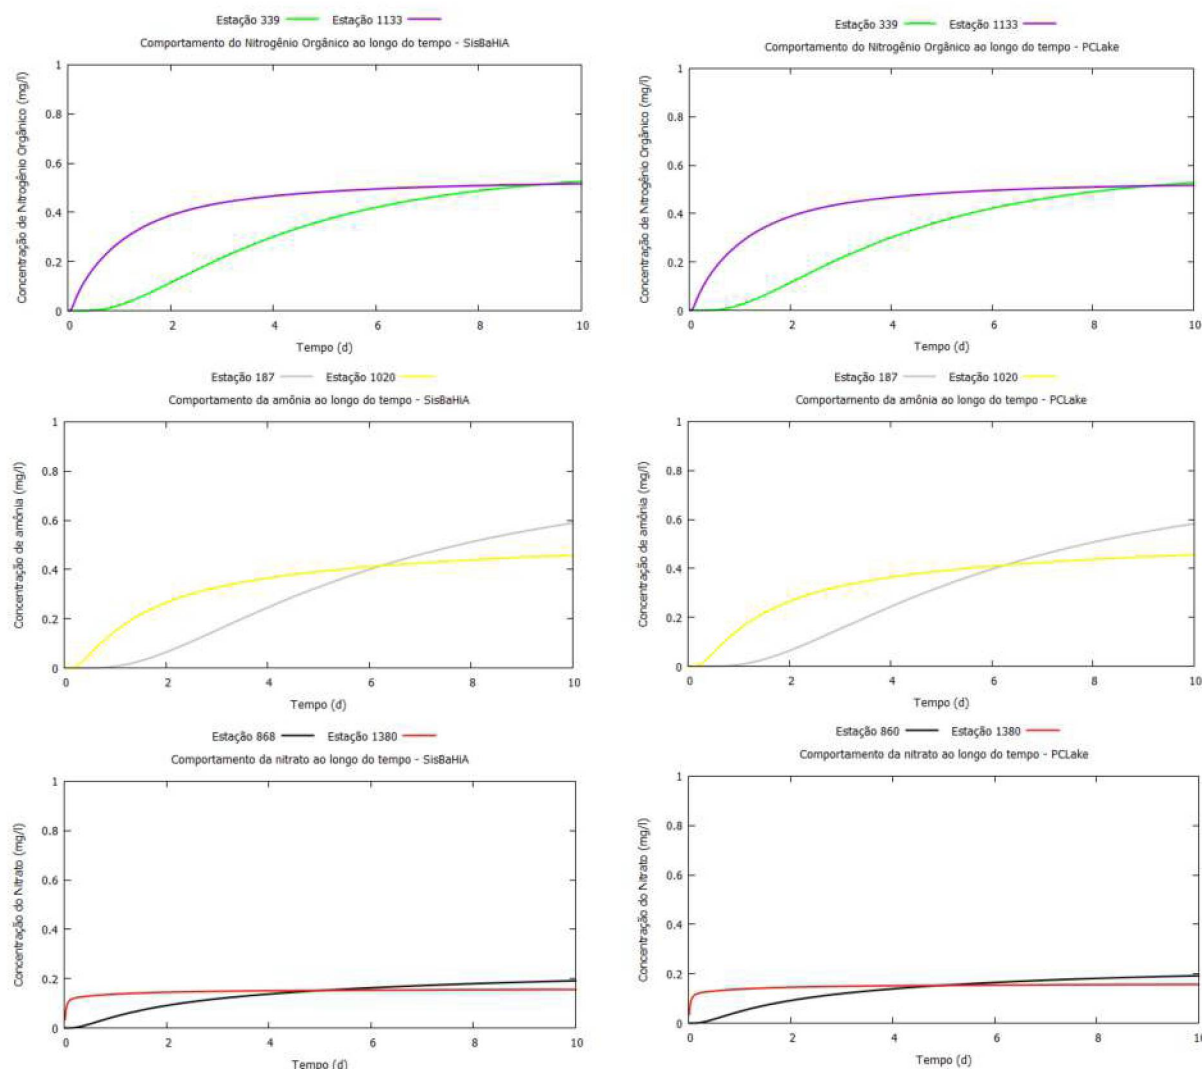 Estação 339 Estação 1133
Comportamento do Nitrogênio Orgânico ao longo do tempo - SisBaHiA
Concentração de Nitrogênio Orgânico (mg/l)
1
0.8
0.6
0.4
0.2
0
0 2 4 6 8 10
Tempo (d)
Estação 339 Estação 1133
Comportamento do Nitrogênio Orgânico ao longo do tempo - PCLake
Concentração de Nitrogênio Orgânico (mg/l)
1
0.8
0.6
0.4
0.2
0
0 2 4 6 8 10
Tempo (d)
Estação 187 Estação 1020
Comportamento da amônia ao longo do tempo - SisBaHiA
Concentração de amônia (mg/l)
1
0.8
0.6
0.4
0.2
0
0 2 4 6 8 10
Tempo (d)
Estação 187 Estação 1020
Comportamento da amônia ao longo do tempo - PCLake
Concentração de amônia (mg/l)
1
0.8
0.6
0.4
0.2
0
0 2 4 6 8 10
Tempo (d)
Estação 868 Estação 1380
Comportamento da nitrato ao longo do tempo - SisBaHiA
Concentração do Nitrato (mg/l)
1
0.8
0.6
0.4
0.2
0
0 2 4 6 8 10
Tempo (d)
Estação 860 Estação 1380
Comportamento da nitrato ao longo do tempo - PCLake
Concentração do Nitrato (mg/l)
1
0.8
0.6
0.4
0.2
0
0 2 4 6 8 10
Tempo (d)